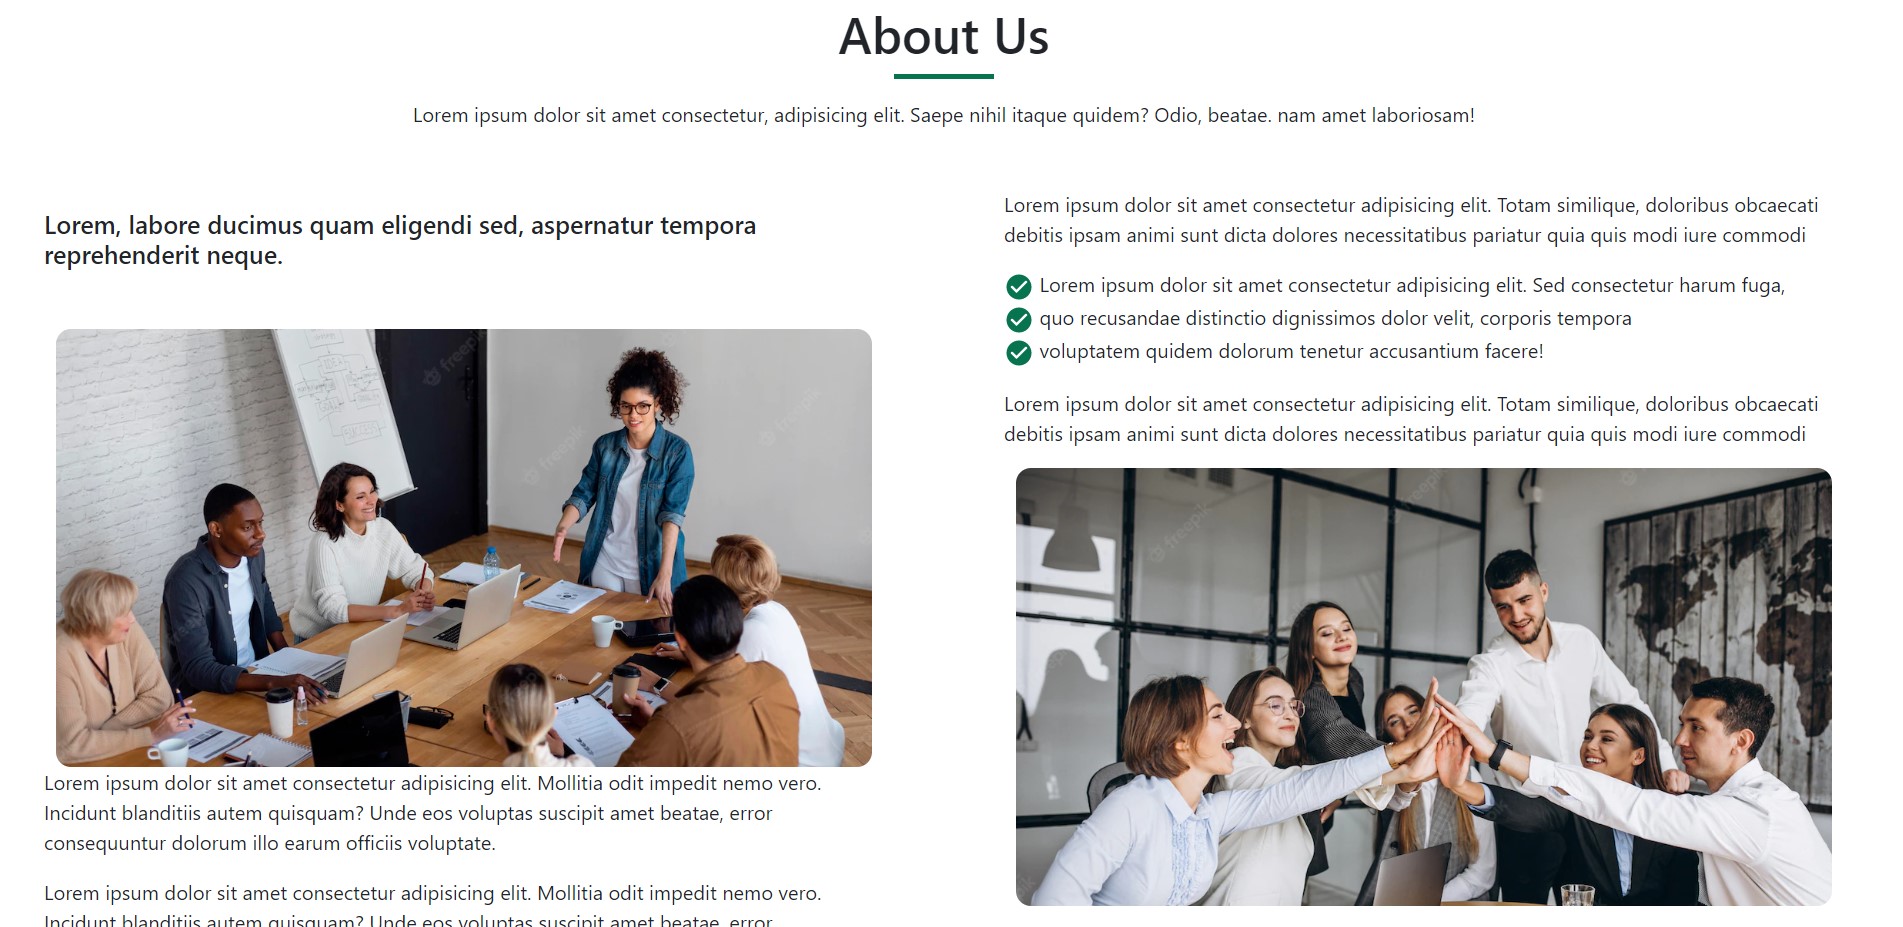 About Us
Lorem ipsum dolor sit amet consectetur, adipisicing elit. Saepe nihil itaque quidem? Odio, beatae. nam amet laboriosam!
Lorem, labore ducimus quam eligendi sed, aspernatur tempora
reprehenderit neque.
freepik
freepik
freepik
Lorem ipsum dolor sit amet consectetur adipisicing elit. Mollitia odit impedit nemo vero.
Incidunt blanditiis autem quisquam? Unde eos voluptas suscipit amet beatae, error
consequuntur dolorum illo earum officiis voluptate.
Lorem ipsum dolor sit amet consectetur adipisicing elit. Mollitia odit impedit nemo vero.
Incidunt blanditiis autem quisquam? Unde eos voluptas suscipit amet beatae, error
Lorem ipsum dolor sit amet consectetur adipisicing elit. Totam similique, doloribus obcaecati
debitis ipsam animi sunt dicta dolores necessitatibus pariatur quia quis modi iure commodi
Lorem ipsum dolor sit amet consectetur adipisicing elit. Sed consectetur harum fuga,
quo recusandae distinctio dignissimos dolor velit, corporis tempora
voluptatem quidem dolorum tenetur accusantium facere!
Lorem ipsum dolor sit amet consectetur adipisicing elit. Totam similique, doloribus obcaecati
debitis ipsam animi sunt dicta dolores necessitatibus pariatur quia quis modi iure commodi
freepik
freepik